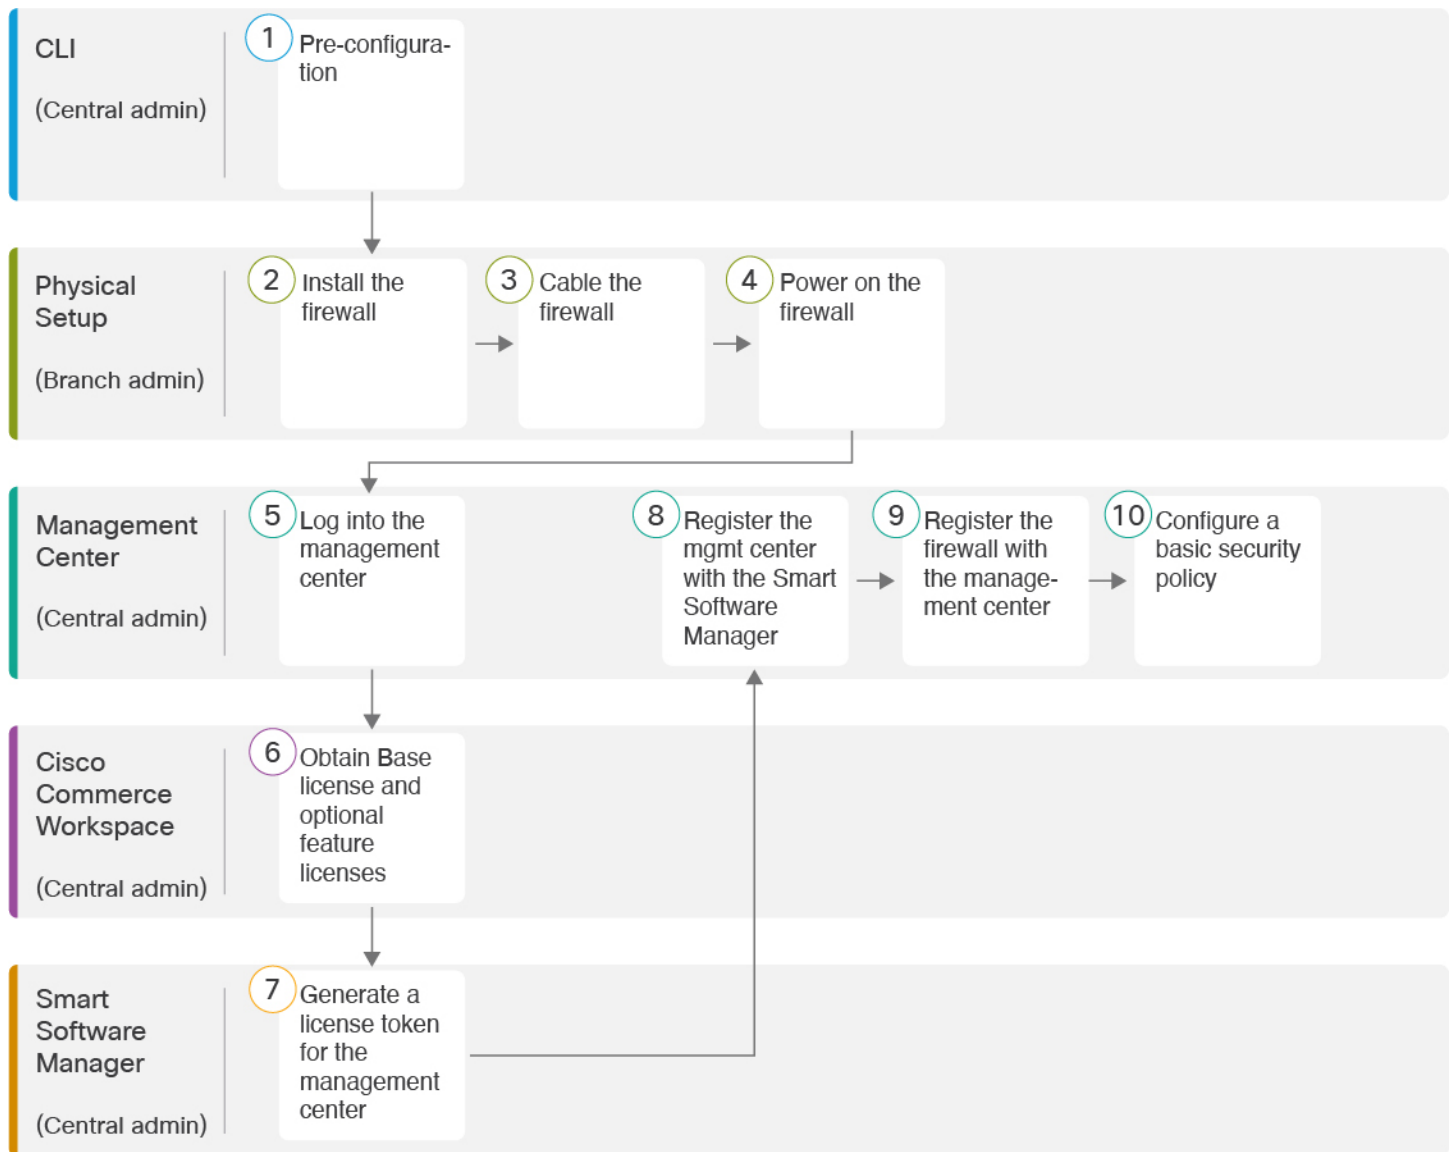 CLI
(Central admin)
1
Pre-configura-
tion
Physical
Setup
(Branch admin)
2
Install the
firewall
3
Cable the
firewall
4
Power on the
firewall
Management
Center
(Central admin)
5
Log into the
management
center
8
Register the
mgmt center
with the Smart
Software
Manager
9
Register the
firewall with
the manage-
ment center
10
Configure a
basic security
policy
Cisco
Commerce
Workspace
(Central admin)
6
Obtain Base
license and
optional
feature
licenses
Smart
Software
Manager
(Central admin)
7
Generate a
license token
for the
management
center